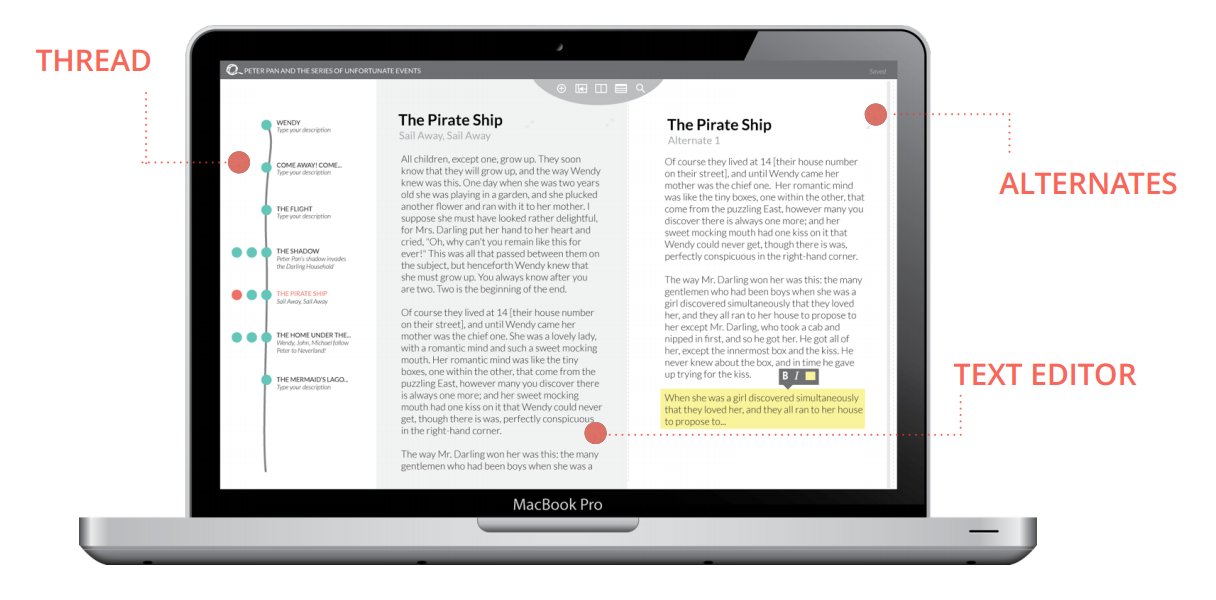 THREAD
PETER PAN AND THE SERIES OF UNFORTUNATE EVENTS
Saved
WENDY
Type your description
COME AWAY! COME...
Type your description
THE FLIGHT
Type your description
THE SHADOW
Peter Pan's shadow invades
the Darling Household
THE PIRATE SHIP
Sail Away, Sail Away
THE HOME UNDER THE...
Wendy, John, Michael follow
Peter to Neverland!
THE MERMAID'S LAGO...
Type your description
The Pirate Ship
Sail Away, Sail Away
All children, except one, grow up. They soon
know that they will grow up, and the way Wendy
knew was this. One day when she was two years
old she was playing in a garden, and she plucked
another flower and ran with it to her mother. I
suppose she must have looked rather delightful,
for Mrs. Darling put her hand to her heart and
cried, "Oh, why can't you remain like this for
ever!" This was all that passed between them on
the subject, but henceforth Wendy knew that
she must grow up. You always know after you
are two. Two is the beginning of the end.
Of course they lived at 14 [their house number
on their street], and until Wendy came her
mother was the chief one. She was a lovely lady,
with a romantic mind and such a sweet mocking
mouth. Her romantic mind was like the tiny
boxes, one within the other, that come from the
puzzling East, however many you discover there
is always one more; and her sweet mocking
mouth had one kiss on it that Wendy could never
get, though there is was, perfectly conspicuous
in the right-hand corner.
The way Mr. Darling won her was this: the many
gentlemen who had been boys when she was a
The Pirate Ship
Alternate 1
Of course they lived at 14 [their house number
on their street], and until Wendy came her
mother was the chief one. Her romantic mind
was like the tiny boxes, one within the other, that
come from the puzzling East, however many you
discover there is always one more; and her
sweet mocking mouth had one kiss on it that
Wendy could never get, though there is was,
perfectly conspicuous in the right-hand corner.
The way Mr. Darling won her was this: the many
gentlemen who had been boys when she was a
girl discovered simultaneously that they loved
her, and they all ran to her house to propose to
her except Mr. Darling, who took a cab and
nipped in first, and so he got her. He got all of
her, except the innermost box and the kiss. He
never knew about the box, and in time he gave
up trying for the kiss.
B I
When she was a girl discovered simultaneously
that they loved her, and they all ran to her house
to propose to...
ALTERNATES
TEXT EDITOR
MacBook Pro